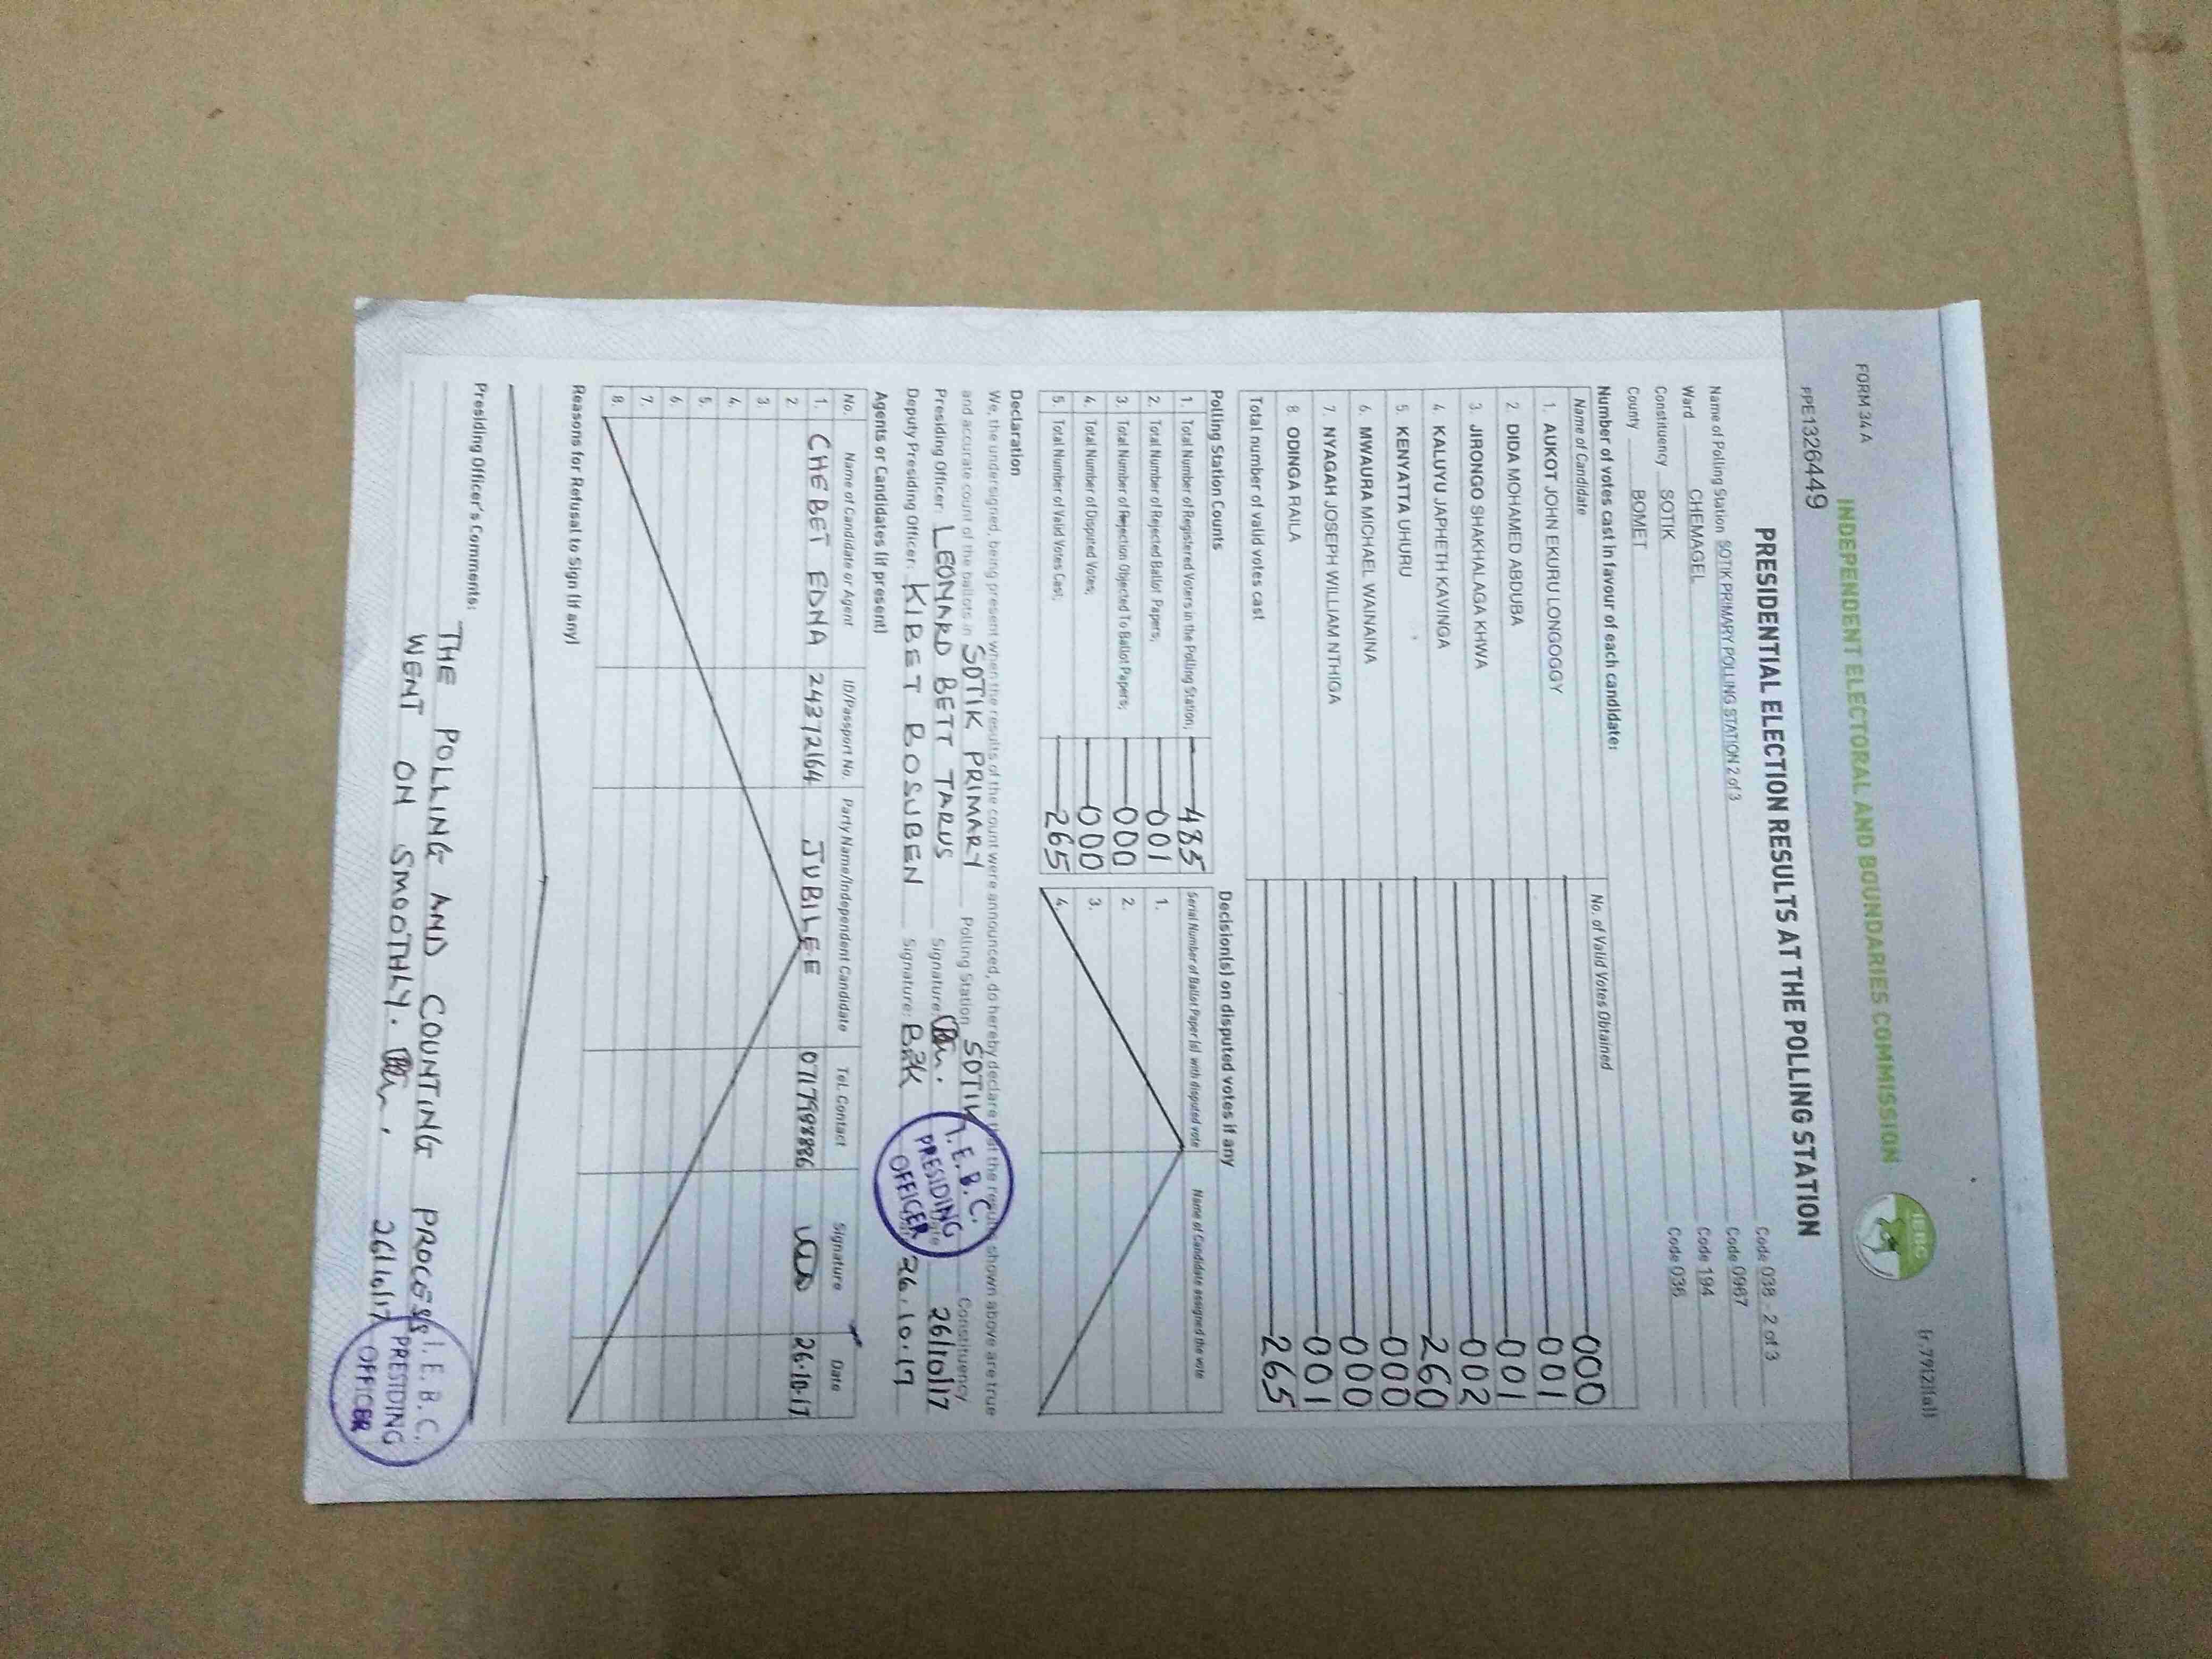 FORM 34 A
[r.79(2)(a)]
INDEPENDENT ELECTORAL AND BOUNDARIES COMMISSION
IEBC
PPE1326449
PRESIDENTIAL ELECTION RESULTS AT THE POLLING STATION
Name of Polling Station SOTIK PRIMARY POLLING STATION 2 of 3 Code 038 - 2 of 3
Ward CHEMAGEL Code 0967
Constituency SOTIK Code 194
County BOMET Code 036
Number of votes cast in favour of each candidate:
Name of Candidate No. of Valid Votes Obtained
1. AUKOT JOHN EKURU LONGOGGY 000
2. DIDA MOHAMED ABDUBA 001
3. JIRONGO SHAKHALAGA KHWA 001
4. KALUYU JAPHETH KAVINGA 002
5. KENYATTA UHURU 260
6. MWAURA MICHAEL WAINAINA 000
7. NYAGAH JOSEPH WILLIAM NTHIGA 000
8. ODINGA RAILA 001
Total number of valid votes cast 265
Polling Station Counts
1. Total Number of Registered Voters in the Polling Station; 485
2. Total Number of Rejected Ballot Papers; 001
3. Total Number of Rejection Objected To Ballot Papers; 000
4. Total Number of Disputed Votes; 000
5. Total Number of Valid Votes Cast; 265
Decision(s) on disputed votes if any
Serial Number of Ballot Paper (s) with disputed vote Name of Candidate assigned the vote
1.
2.
3.
4.
Declaration
We, the undersigned, being present when the results of the count were announced, do hereby declare that the results shown above are true
and accurate count of the ballots in SOTIK PRIMARY Polling Station SOTIK Constituency
Presiding Officer: LEONARD BETT TARUS Signature: Date 26/10/17
Deputy Presiding Officer: KIBET BOSUBEN Signature: 26.10.17
I.E.B.C.
PRESIDING
OFFICER
Agents or Candidates (if present)
No. Name of Candidate or Agent ID/Passport No. Party Name/Independent Candidate Tel. Contact Signature Date
1. CHEBET EDNA 24372164 JUBILEE 0717998886 26.10.17
2.
3.
4.
5.
6.
7.
8.
Reasons for Refusal to Sign (if any)
Presiding Officer's Comments:
THE POLLING AND COUNTING PROCESS
WENT ON SMOOTHLY. 26/10/17
I.E.B.C.
PRESIDING
OFFICER